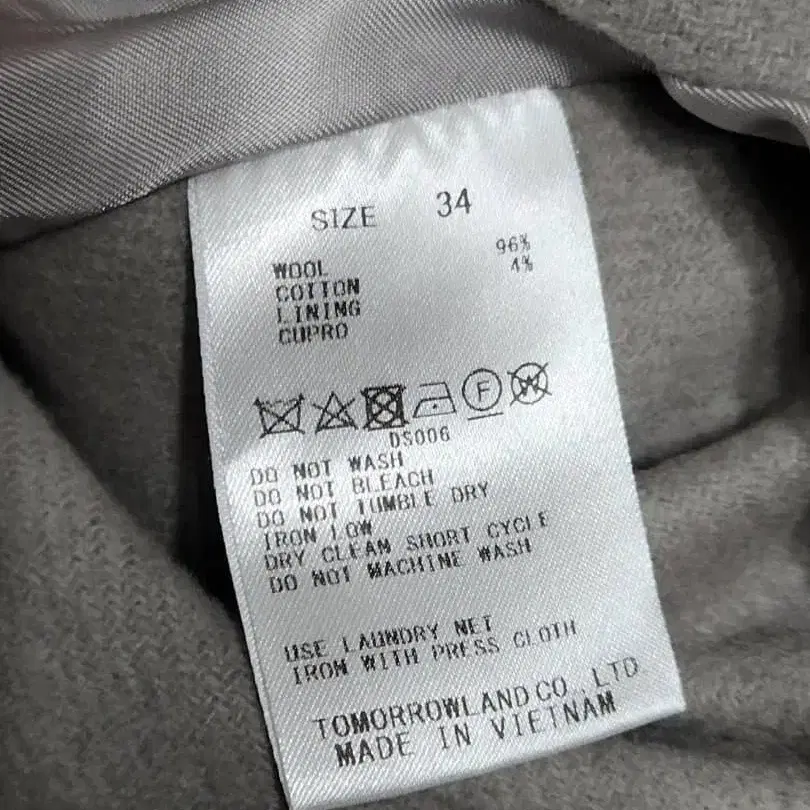 SIZE 34
WOOL 96%
COTTON 4%
LINING
CUPRO
F W
DS006
DO NOT WASH
DO NOT BLEACH
DO NOT TUMBLE DRY
IRON LOW
DRY CLEAN SHORT CYCLE
DO NOT MACHINE WASH
USE LAUNDRY NET
IRON WITH PRESS CLOTH
TOMORROWLAND CO.,LTD
MADE IN VIETNAM